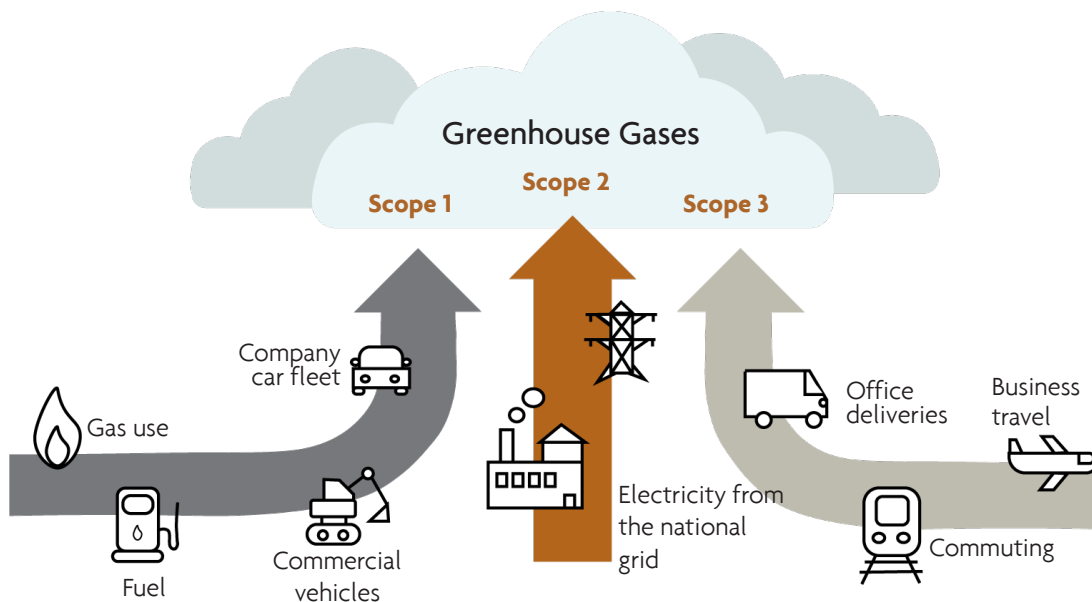 Greenhouse Gases
Scope 1
Scope 2
Scope 3
Company
car fleet
Gas use
Fuel
Commercial
vehicles
Electricity from
the national
grid
Office
deliveries
Business
travel
Commuting